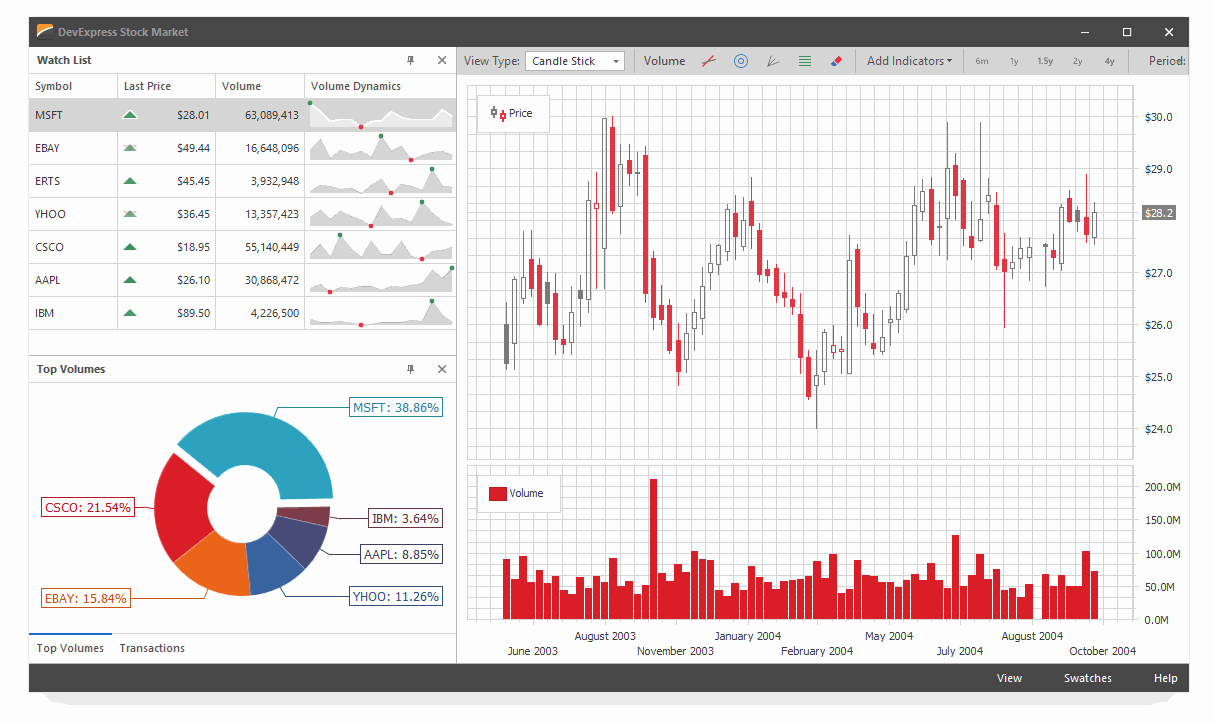 DevExpress Stock Market
Watch List
Symbol Last Price Volume Volume Dynamics
MSFT $28.01 63,089,413
EBAY $49.44 16,648,096
ERTS $45.45 3,932,948
YHOO $36.45 13,357,423
CSCO $18.95 55,140,449
AAPL $26.10 30,868,472
IBM $89.50 4,226,500
Top Volumes
MSFT: 38.86%
CSCO: 21.54%
IBM: 3.64%
AAPL: 8.85%
EBAY: 15.84%
YHOO: 11.26%
Top Volumes Transactions
View Type: Candle Stick Volume Add Indicators 6m 1y 1.5y 2y 4y Period:
Price
$30.0
$29.0
$28.2
$27.0
$26.0
$25.0
$24.0
Volume
200.0M
150.0M
100.0M
50.0M
0.0M
August 2003 January 2004 May 2004 August 2004
June 2003 November 2003 February 2004 July 2004 October 2004
View Swatches Help